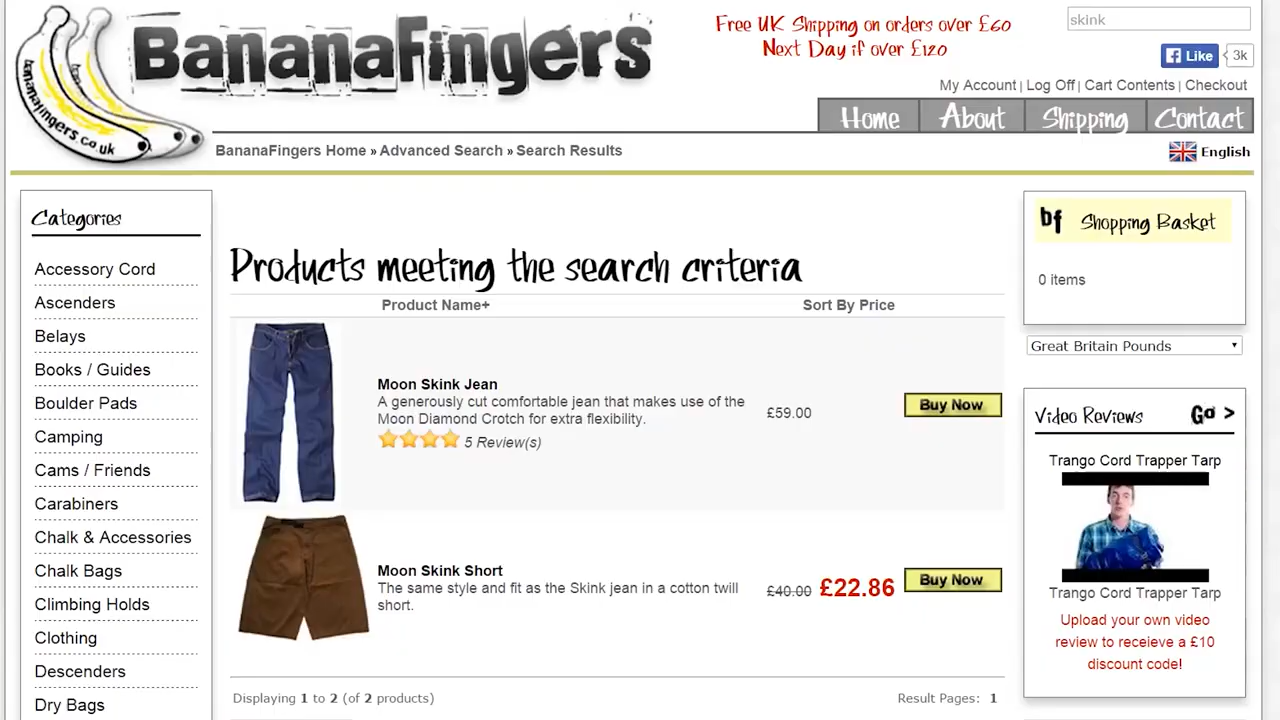 bananafingers.co.uk
BananaFingers
Free UK Shipping on orders over £60
Next Day if over £120
skink
Like 3k
My Account | Log Off | Cart Contents | Checkout
Home About Shipping Contact
BananaFingers Home » Advanced Search » Search Results
English
Categories
Accessory Cord
Ascenders
Belays
Books / Guides
Boulder Pads
Camping
Cams / Friends
Carabiners
Chalk & Accessories
Chalk Bags
Climbing Holds
Clothing
Descenders
Dry Bags
Products meeting the search criteria
Product Name+ Sort By Price
Moon Skink Jean
A generously cut comfortable jean that makes use of the
Moon Diamond Crotch for extra flexibility.
5 Review(s)
£59.00
Buy Now
Moon Skink Short
The same style and fit as the Skink jean in a cotton twill
short.
£40.00 £22.86
Buy Now
Displaying 1 to 2 (of 2 products)
Result Pages: 1
bf Shopping Basket
0 items
Great Britain Pounds
Video Reviews Go >
Trango Cord Trapper Tarp
Trango Cord Trapper Tarp
Upload your own video
review to receieve a £10
discount code!